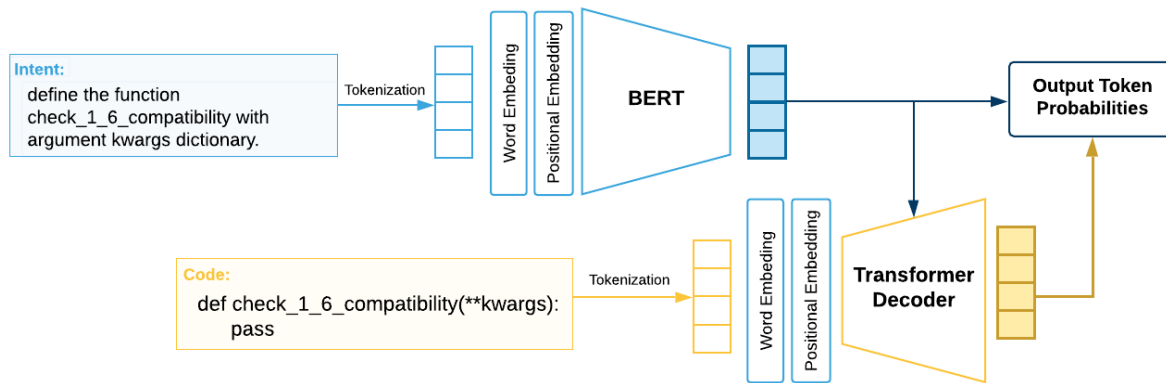 Intent:
define the function
check_1_6_compatibility with
argument kwargs dictionary.
Tokenization
Word Embeding
Positional Embedding
BERT
Output Token
Probabilities
Code:
def check_1_6_compatibility(**kwargs):
pass
Tokenization
Word Embeding
Positional Embedding
Transformer
Decoder